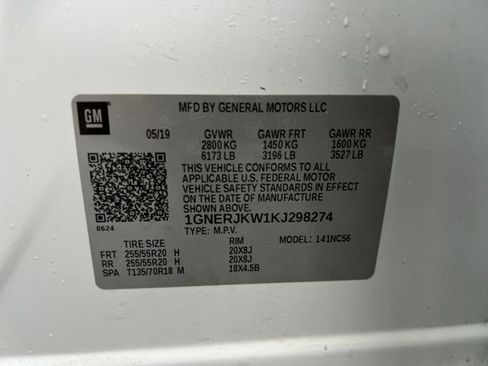 GM
MFD BY GENERAL MOTORS LLC
05/19 GVWR GAWR FRT GAWR RR
2800 KG 1450 KG 1600 KG
6173 LB 3196 LB 3527 LB
THIS VEHICLE CONFORMS TO ALL
APPLICABLE U.S. FEDERAL MOTOR
VEHICLE SAFETY STANDARDS IN EFFECT
ON THE DATE OF MANUFACTURE
SHOWN ABOVE.
1GNERJKW1KJ298274
8624 TYPE: M.P.V. MODEL: 141NC56
TIRE SIZE RIM
FRT 255/55R20 H 20X8J
RR 255/55R20 H 20X8J
SPA T135/70R18 M 18X4.5B